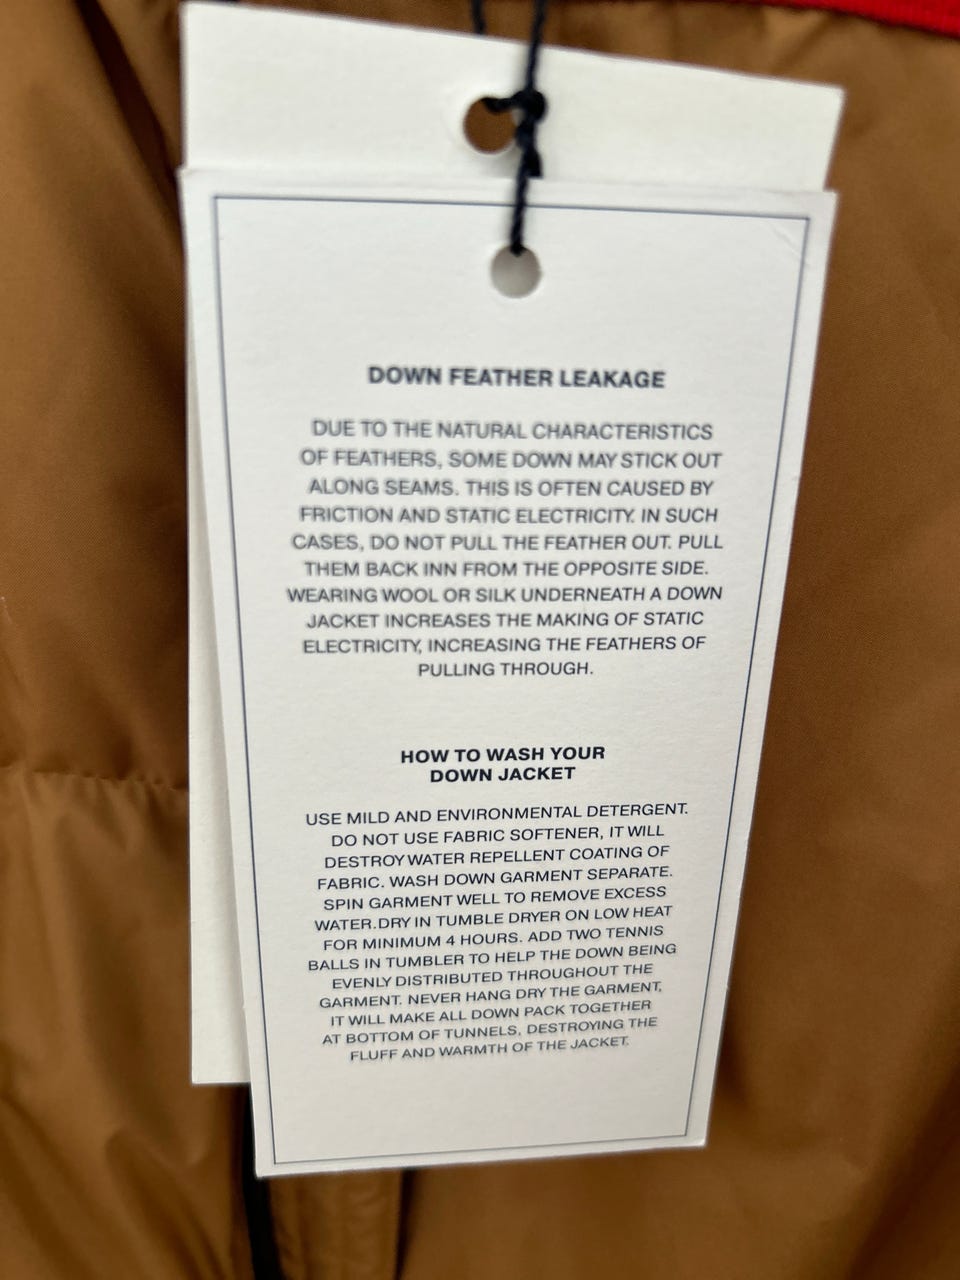 DOWN FEATHER LEAKAGE
DUE TO THE NATURAL CHARACTERISTICS
OF FEATHERS, SOME DOWN MAY STICK OUT
ALONG SEAMS. THIS IS OFTEN CAUSED BY
FRICTION AND STATIC ELECTRICITY. IN SUCH
CASES, DO NOT PULL THE FEATHER OUT. PULL
THEM BACK INN FROM THE OPPOSITE SIDE.
WEARING WOOL OR SILK UNDERNEATH A DOWN
JACKET INCREASES THE MAKING OF STATIC
ELECTRICITY, INCREASING THE FEATHERS OF
PULLING THROUGH.
HOW TO WASH YOUR
DOWN JACKET
USE MILD AND ENVIRONMENTAL DETERGENT.
DO NOT USE FABRIC SOFTENER, IT WILL
DESTROY WATER REPELLENT COATING OF
FABRIC. WASH DOWN GARMENT SEPARATE.
SPIN GARMENT WELL TO REMOVE EXCESS
WATER.DRY IN TUMBLE DRYER ON LOW HEAT
FOR MINIMUM 4 HOURS. ADD TWO TENNIS
BALLS IN TUMBLER TO HELP THE DOWN BEING
EVENLY DISTRIBUTED THROUGHOUT THE
GARMENT. NEVER HANG DRY THE GARMENT,
IT WILL MAKE ALL DOWN PACK TOGETHER
AT BOTTOM OF TUNNELS, DESTROYING THE
FLUFF AND WARMTH OF THE JACKET.